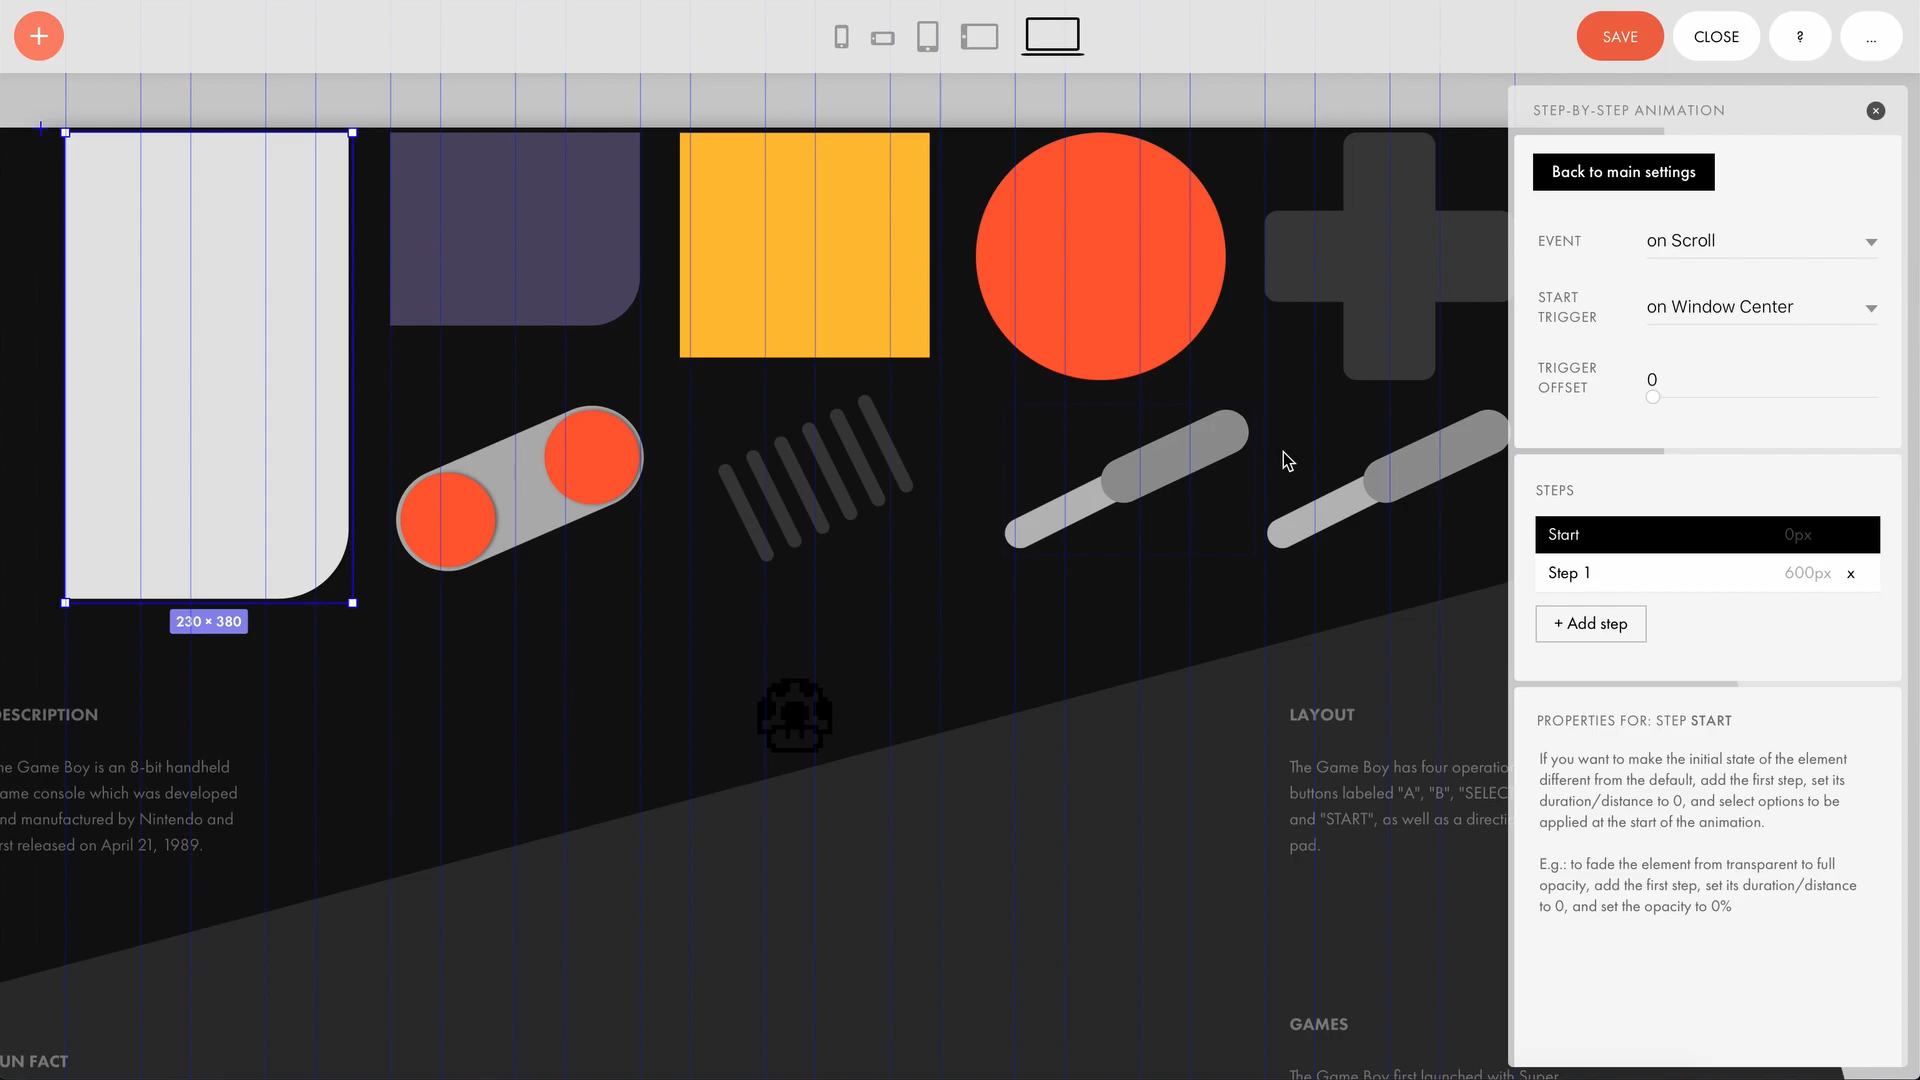 SAVE
CLOSE
?
...
STEP-BY-STEP ANIMATION
Back to main settings
EVENT
on Scroll
START
TRIGGER
on Window Center
TRIGGER
OFFSET
0
STEPS
Start
0px
Step 1
600px
x
+ Add step
PROPERTIES FOR: STEP START
If you want to make the initial state of the element
different from the default, add the first step, set its
duration/distance to 0, and select options to be
applied at the start of the animation.
E.g.: to fade the element from transparent to full
opacity, add the first step, set its duration/distance
to 0, and set the opacity to 0%
230 × 380
ESCRIPTION
he Game Boy is an 8-bit handheld
ame console which was developed
nd manufactured by Nintendo and
rst released on April 21, 1989.
UN FACT
LAYOUT
The Game Boy has four operatio
buttons labeled "A", "B", "SELEC
and "START", as well as a directi
pad.
GAMES
The Game Boy first launched with Super